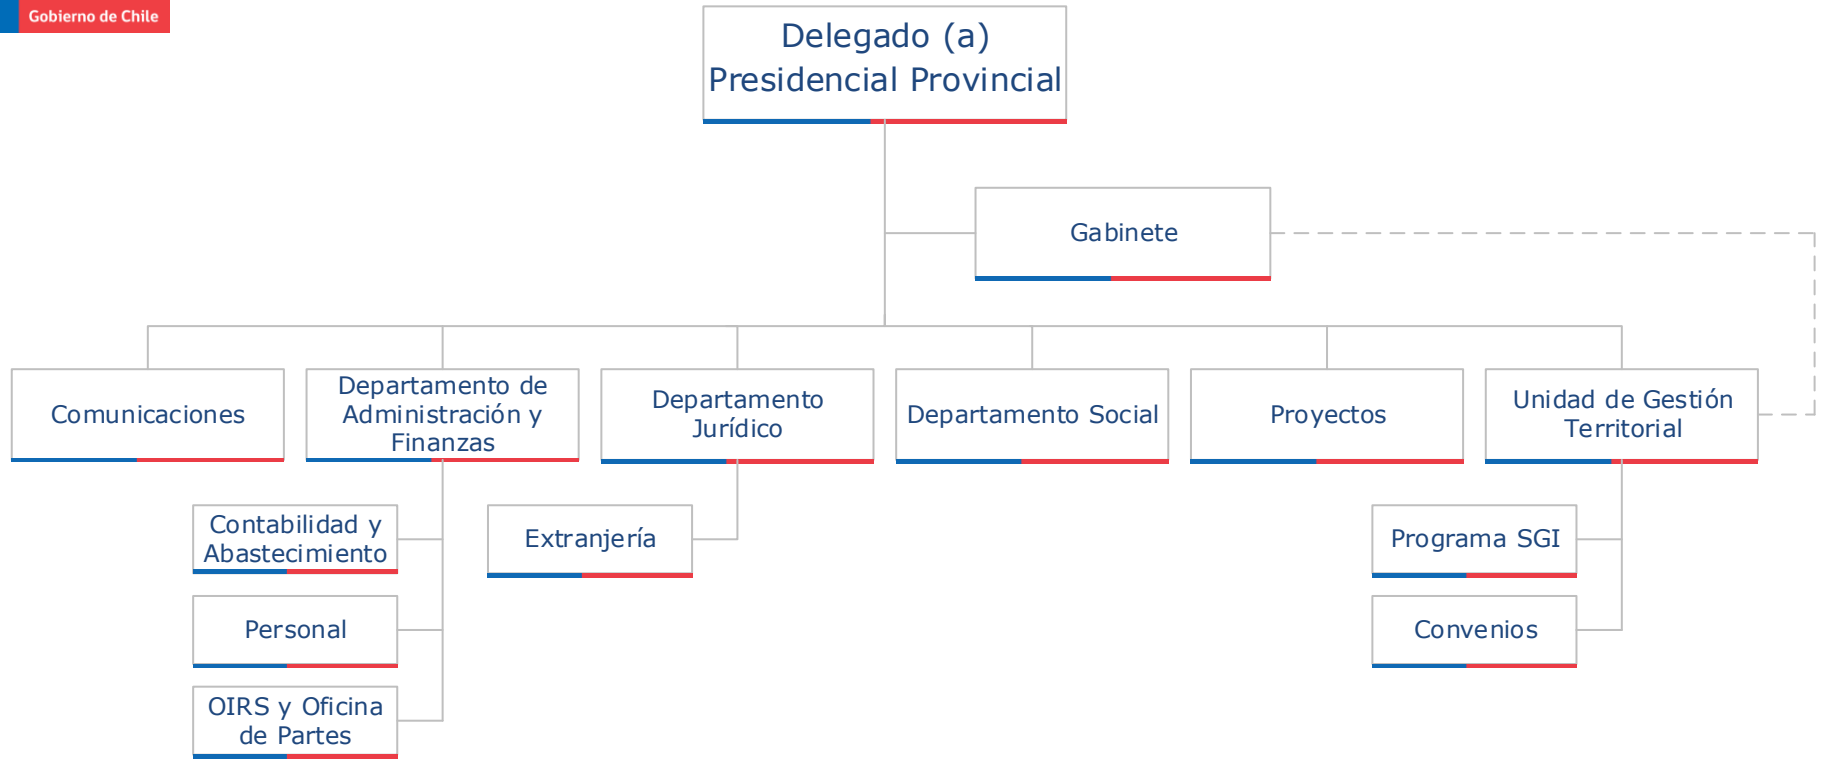 Gobierno de Chile
Delegado (a)
Presidencial Provincial
Gabinete
Comunicaciones
Departamento de
Administración y
Finanzas
Departamento
Jurídico
Departamento Social
Proyectos
Unidad de Gestión
Territorial
Contabilidad y
Abastecimiento
Extranjería
Programa SGI
Personal
Convenios
OIRS y Oficina
de Partes